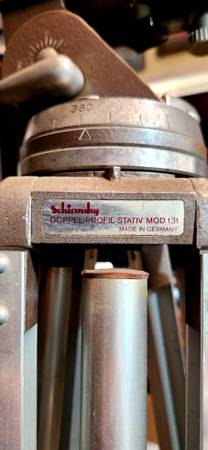 360
Schiansky
DOPPEL-PROFIL-STATIV MOD 131
MADE IN GERMANY